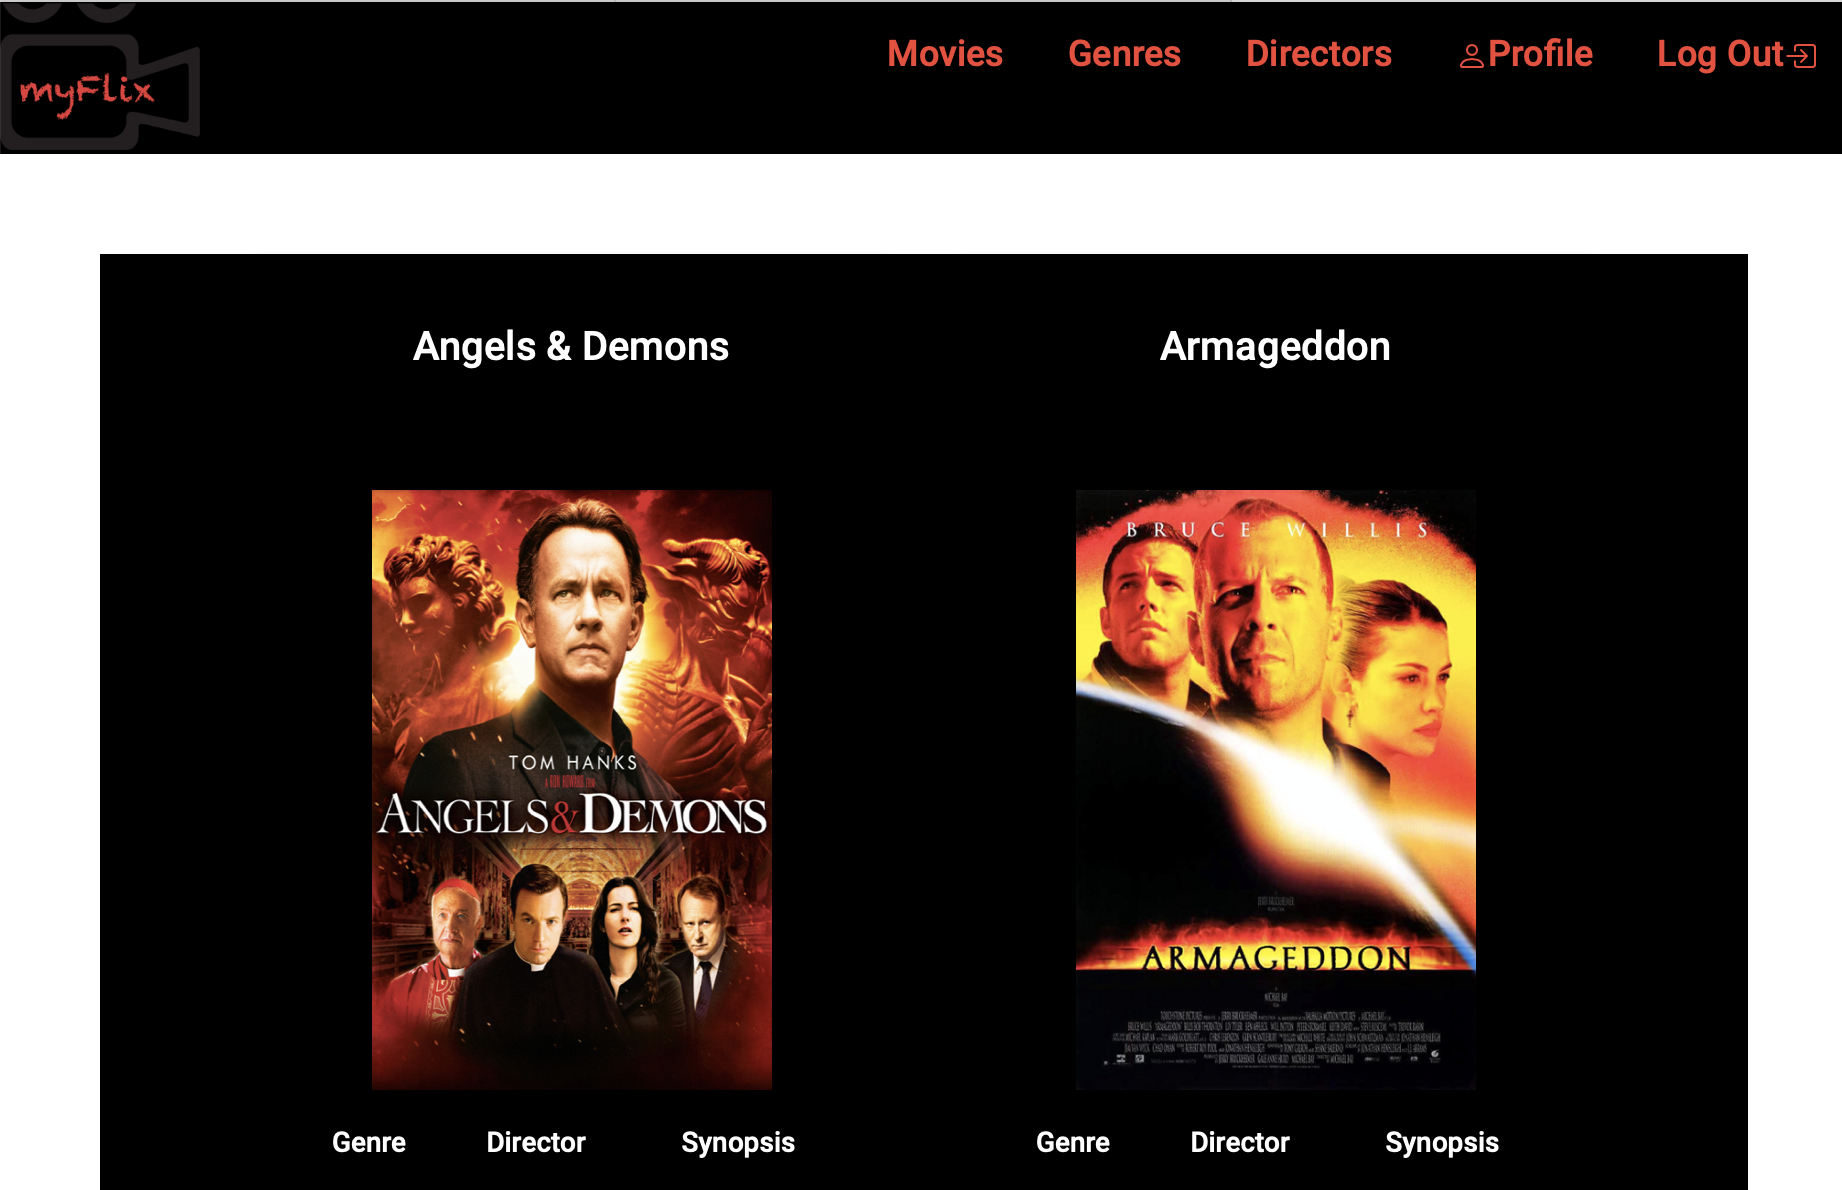 myFlix
Movies Genres Directors Profile Log Out
Angels & Demons Armageddon
TOM HANKS
A RON HOWARD FILM
ANGELS & DEMONS
BRUCE WILLIS
ARMAGEDDON
Genre Director Synopsis Genre Director Synopsis